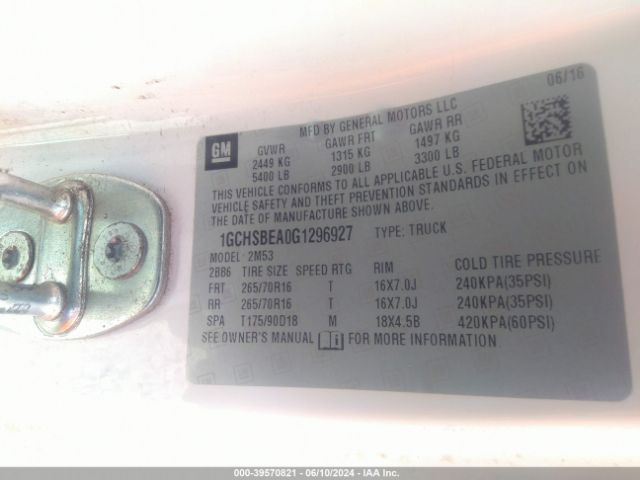 06/16
MFD BY GENERAL MOTORS LLC
GM
GVWR GAWR FRT GAWR RR
2449 KG 1315 KG 1497 KG
5400 LB 2900 LB 3300 LB
THIS VEHICLE CONFORMS TO ALL APPLICABLE U.S. FEDERAL MOTOR
VEHICLE SAFETY AND THEFT PREVENTION STANDARDS IN EFFECT ON
THE DATE OF MANUFACTURE SHOWN ABOVE.
1GCHSBEA0G1296927 TYPE: TRUCK
MODEL: 2M53
2886 TIRE SIZE SPEED RTG RIM COLD TIRE PRESSURE
FRT 265/70R16 T 16X7.0J 240KPA(35PSI)
RR 265/70R16 T 16X7.0J 240KPA(35PSI)
SPA T175/90D18 M 18X4.5B 420KPA(60PSI)
SEE OWNER'S MANUAL FOR MORE INFORMATION.
000-39570821 - 06/10/2024 - IAA Inc.